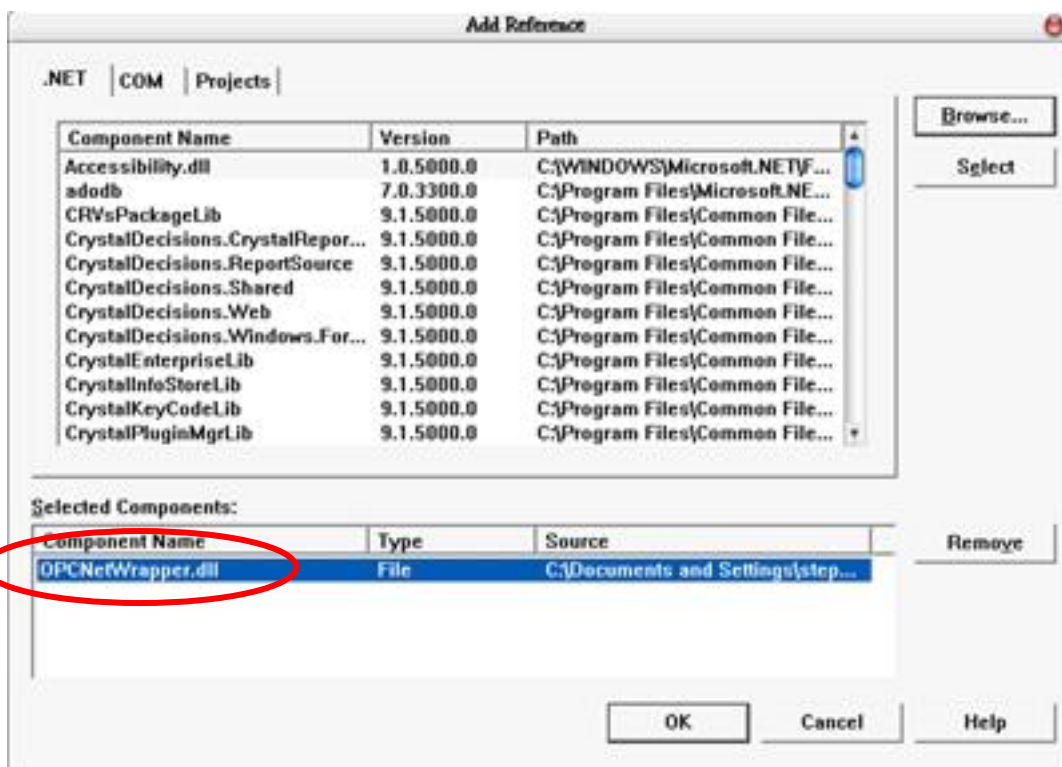 Add Reference
.NET COM Projects
Browse...
Component Name Version Path
Select
Accessibility.dll 1.0.5000.0 C:\WINDOWS\Microsoft.NET\F...
adodb 7.0.3300.0 C:\Program Files\Microsoft.NE...
CRVsPackageLib 9.1.5000.0 C:\Program Files\Common File...
CrystalDecisions.CrystalRepor... 9.1.5000.0 C:\Program Files\Common File...
CrystalDecisions.ReportSource 9.1.5000.0 C:\Program Files\Common File...
CrystalDecisions.Shared 9.1.5000.0 C:\Program Files\Common File...
CrystalDecisions.Web 9.1.5000.0 C:\Program Files\Common File...
CrystalDecisions.Windows.For... 9.1.5000.0 C:\Program Files\Common File...
CrystalEnterpriseLib 9.1.5000.0 C:\Program Files\Common File...
CrystalInfoStoreLib 9.1.5000.0 C:\Program Files\Common File...
CrystalKeyCodeLib 9.1.5000.0 C:\Program Files\Common File...
CrystalPluginMgrLib 9.1.5000.0 C:\Program Files\Common File...
Selected Components:
Component Name Type Source
Remove
OPCNetWrapper.dll File C:\Documents and Settings\step...
OK Cancel Help